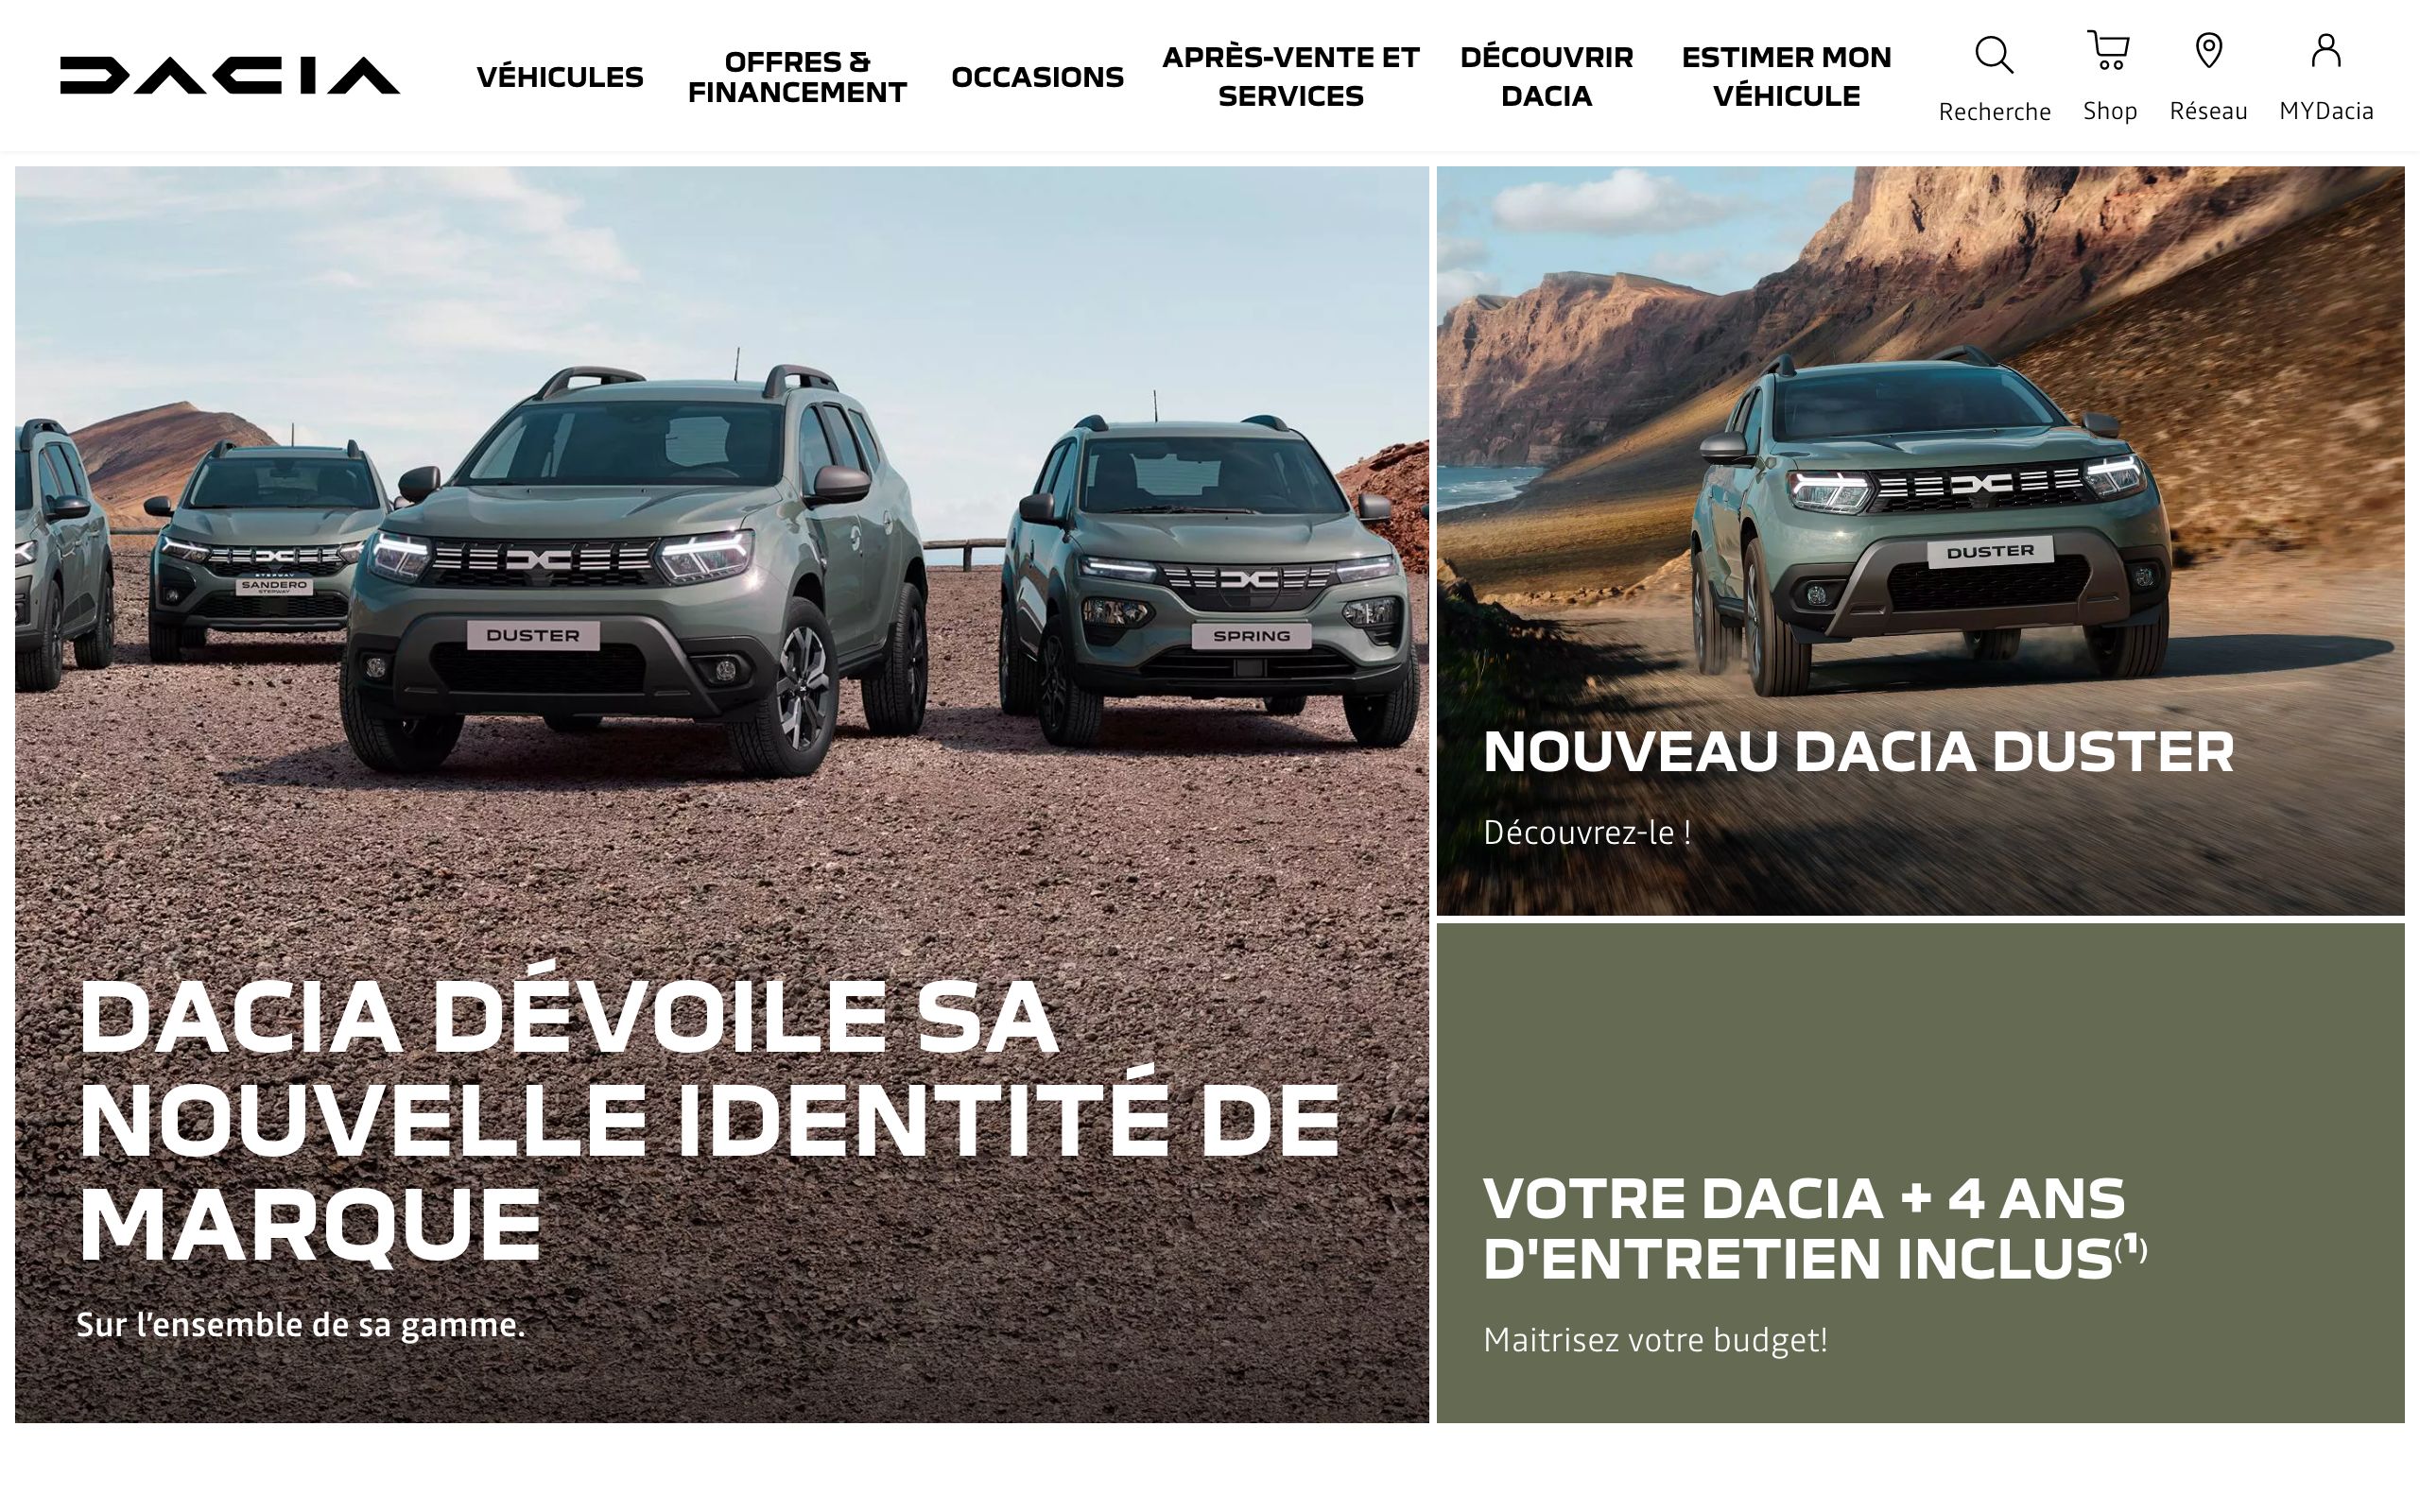 DACIA
VÉHICULES
OFFRES &
FINANCEMENT
OCCASIONS
APRÈS-VENTE ET
SERVICES
DÉCOUVRIR
DACIA
ESTIMER MON
VÉHICULE
Recherche
Shop
Réseau
MYDacia
STEPWAY
SANDERO
STEPWAY
DUSTER
SPRING
DACIA DÉVOILE SA
NOUVELLE IDENTITÉ DE
MARQUE
Sur l'ensemble de sa gamme.
DUSTER
NOUVEAU DACIA DUSTER
Découvrez-le !
VOTRE DACIA + 4 ANS
D'ENTRETIEN INCLUS(1)
Maitrisez votre budget!